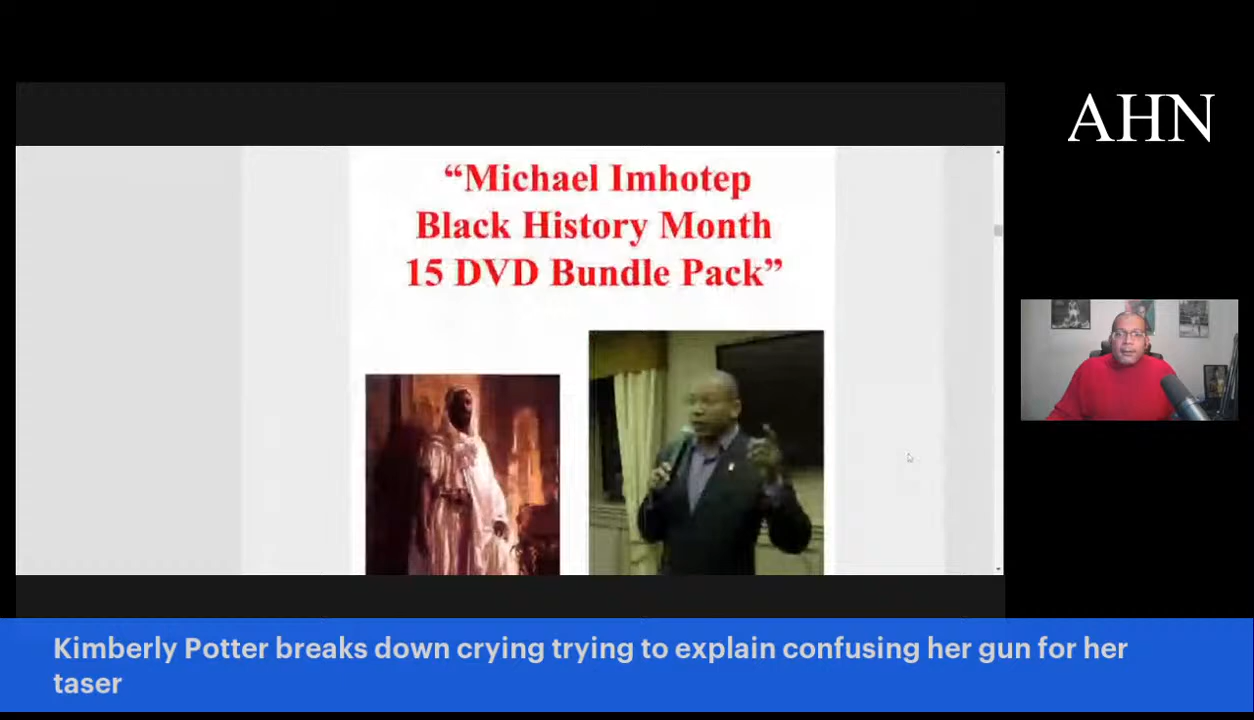 AHN
“Michael Imhotep
Black History Month
15 DVD Bundle Pack”
Kimberly Potter breaks down crying trying to explain confusing her gun for her
taser